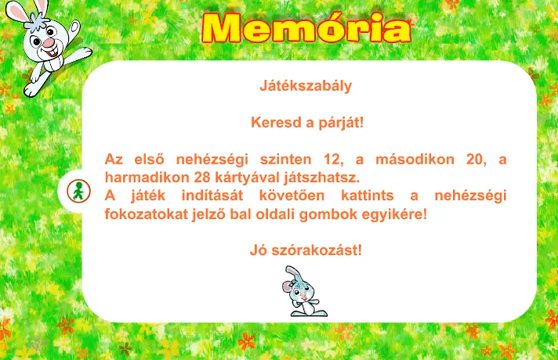 Memória
Játékszabály
Keresd a párját!
Az első nehézségi szinten 12, a másodikon 20, a
harmadikon 28 kártyával játszhatsz.
A játék indítását követően kattints a nehézségi
fokozatokat jelző bal oldali gombok egyikére!
Jó szórakozást!